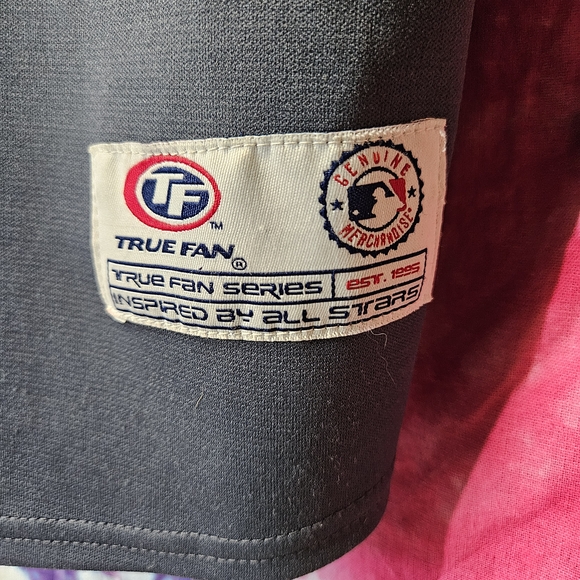 TF
TM
TRUE FAN®
GENUINE
MERCHANDISE®
TRUE FAN SERIES EST. 1995
INSPIRED BY ALL STARS